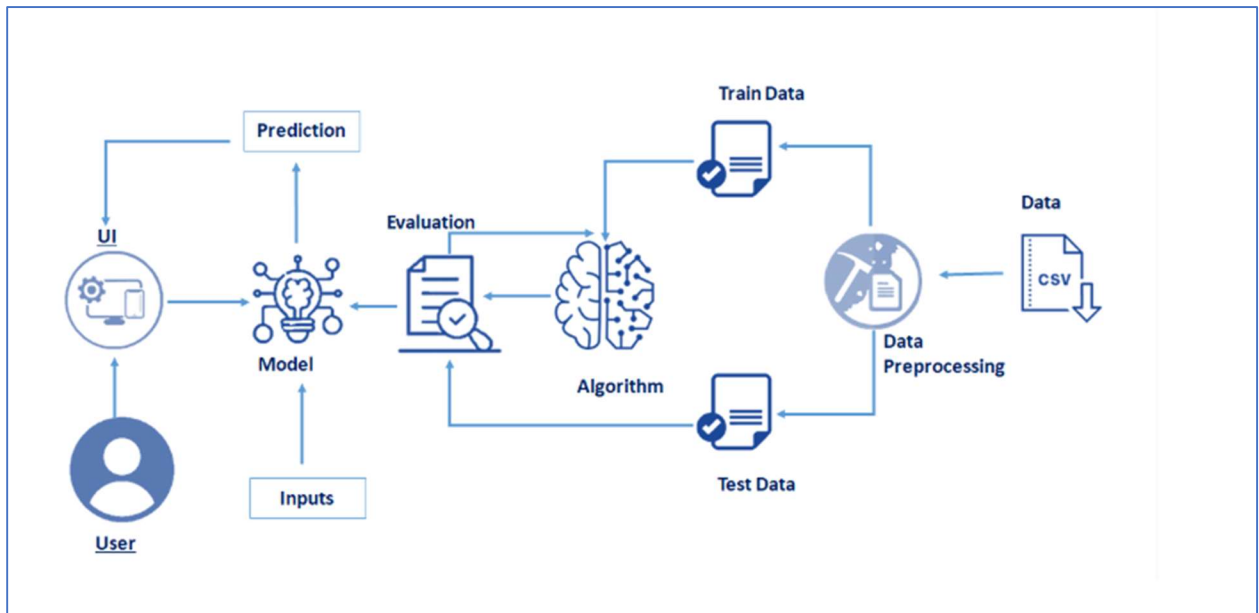 Train Data
Prediction
Data
Evaluation
UI
CSV
Data
Preprocessing
Model
Algorithm
Test Data
Inputs
User